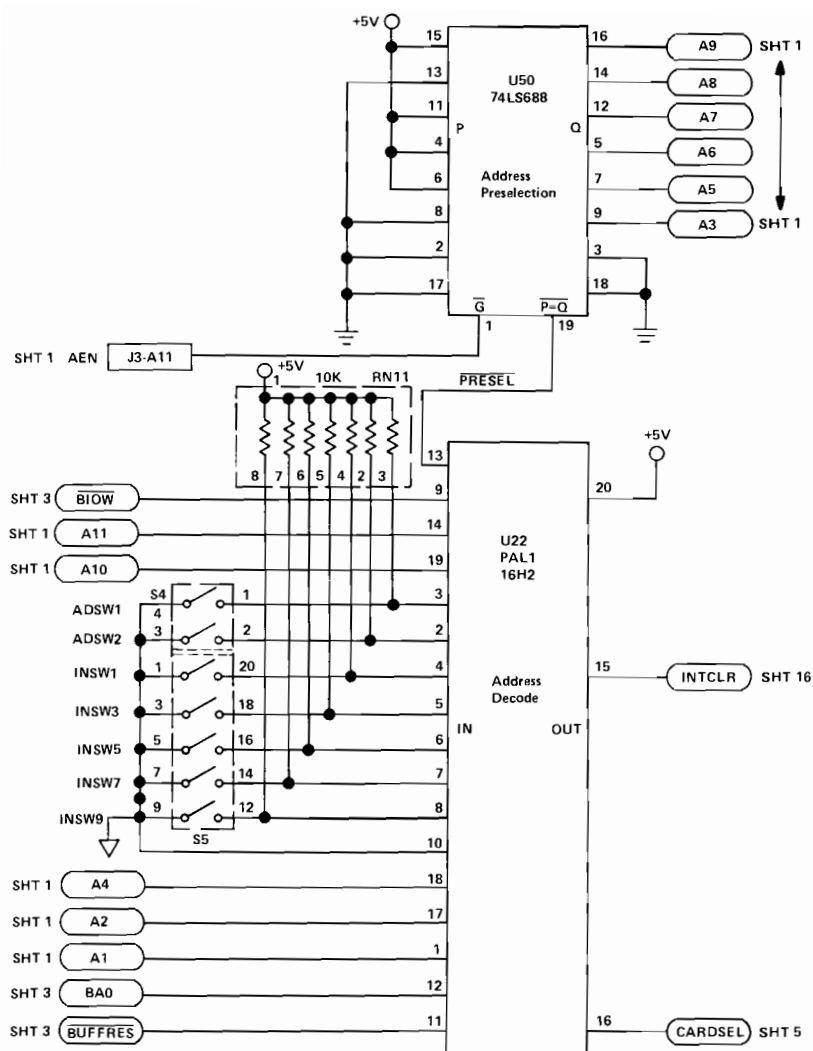 +5V
15 16 A9 SHT 1
13 U50 14 A8
74LS688
11 12 A7
P Q
4 5 A6
6 Address 7 A5
Preselection
8 9 A3 SHT 1
2 3
17 18
G P=Q
1 19
SHT 1 AEN J3-A11
+5V
1 10K RN11 PRESEL
+5V
8 7 6 5 4 2 3 13
SHT 3 BIOW 9 20
SHT 1 A11 14 U22
PAL1
SHT 1 A10 19 16H2
S4 1 3
ADSW1 4
ADSW2 3 2 2
INSW1 1 20 4 15 INTCLR SHT 16
Address
Decode
INSW3 3 18 5
IN OUT
INSW5 5 16 6
INSW7 7 14 7
INSW9 9 12 8
S5
10
SHT 1 A4 18
SHT 1 A2 17
SHT 1 A1 1
SHT 3 BA0 12
SHT 3 BUFFRES 11 16 CARDSEL SHT 5